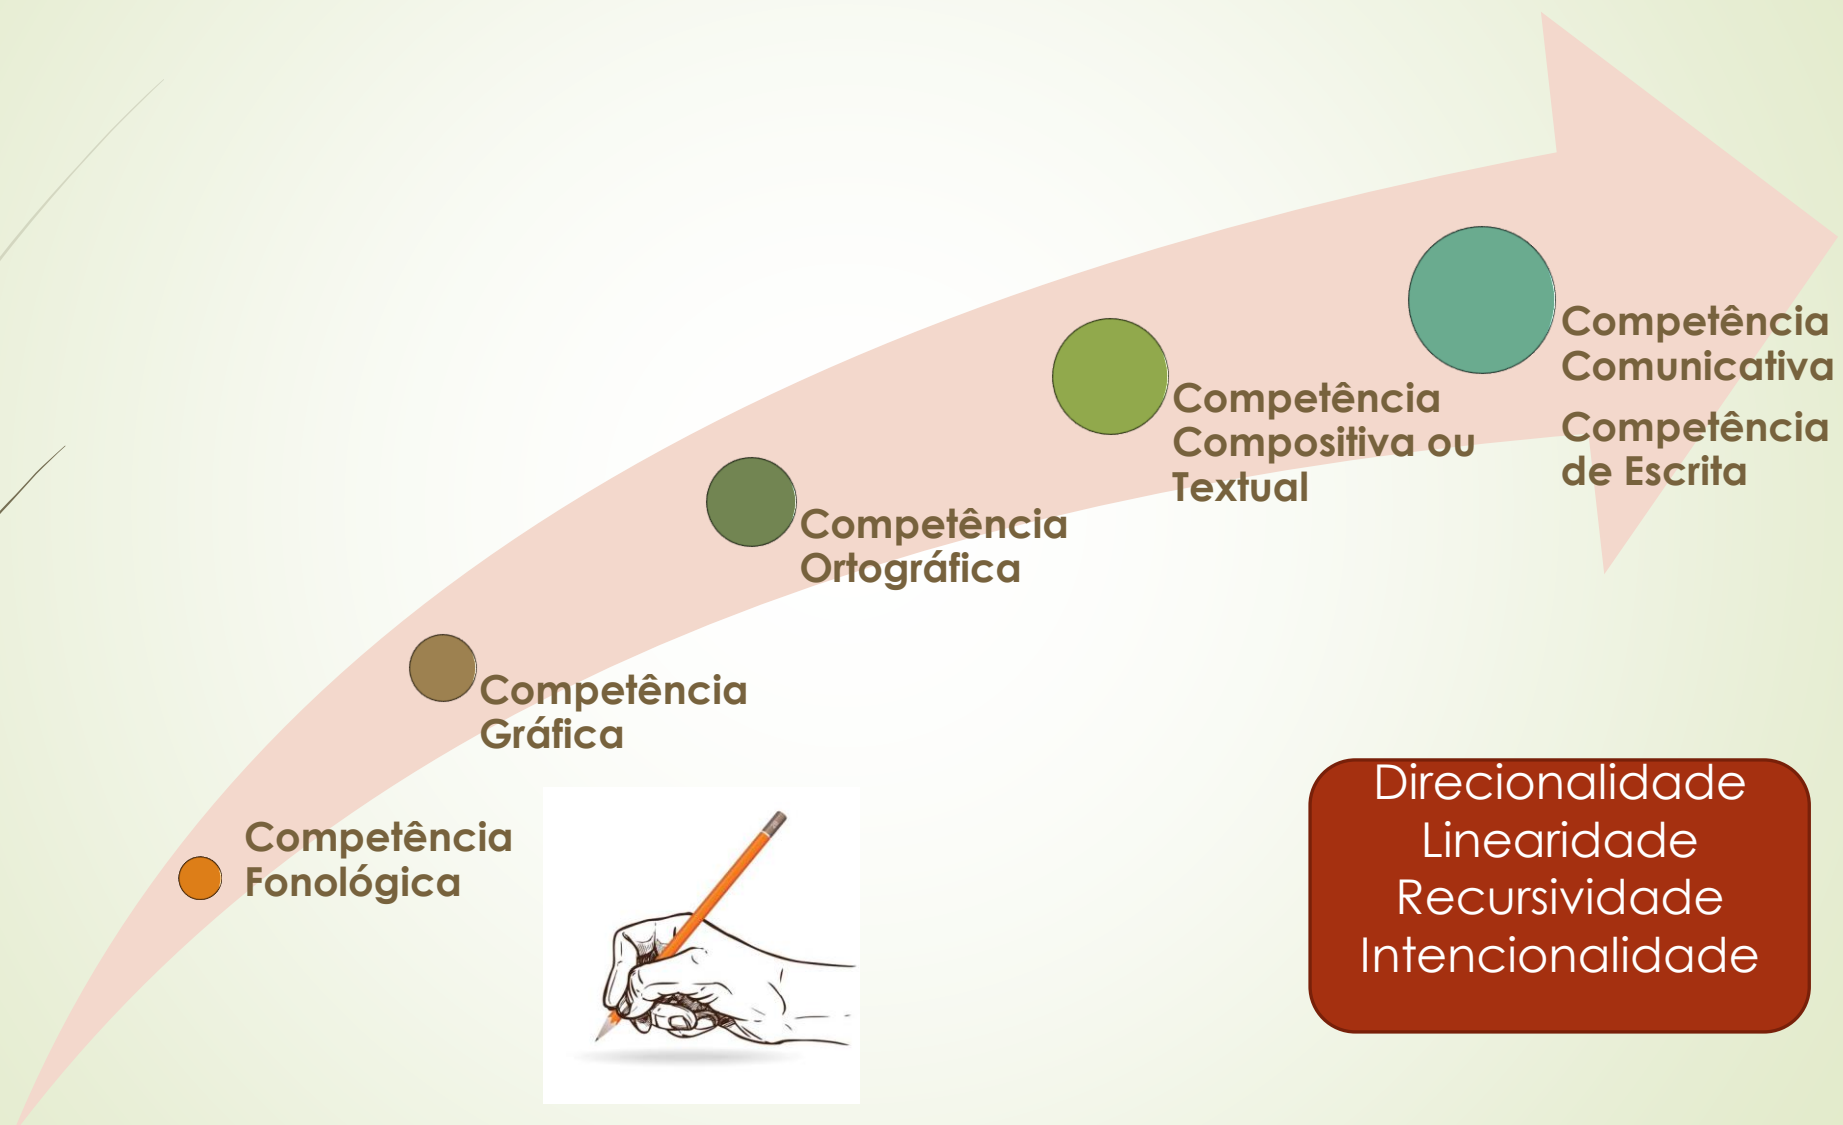 Competência
Fonológica
Competência
Gráfica
Competência
Ortográfica
Competência
Compositiva ou
Textual
Competência
Comunicativa
Competência
de Escrita
Direcionalidade
Linearidade
Recursividade
Intencionalidade